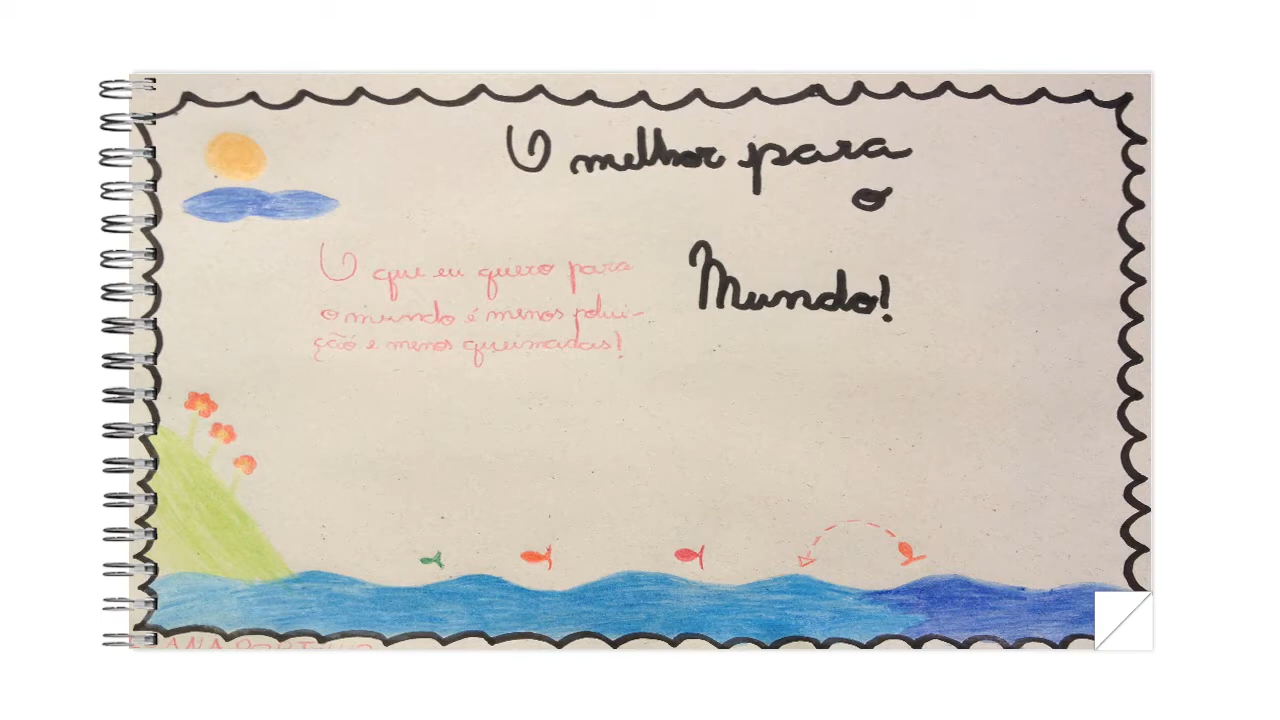 O melhor para
o
Mundo!
O que eu quero para
o mundo é menos polui-
ção e menos queimadas!